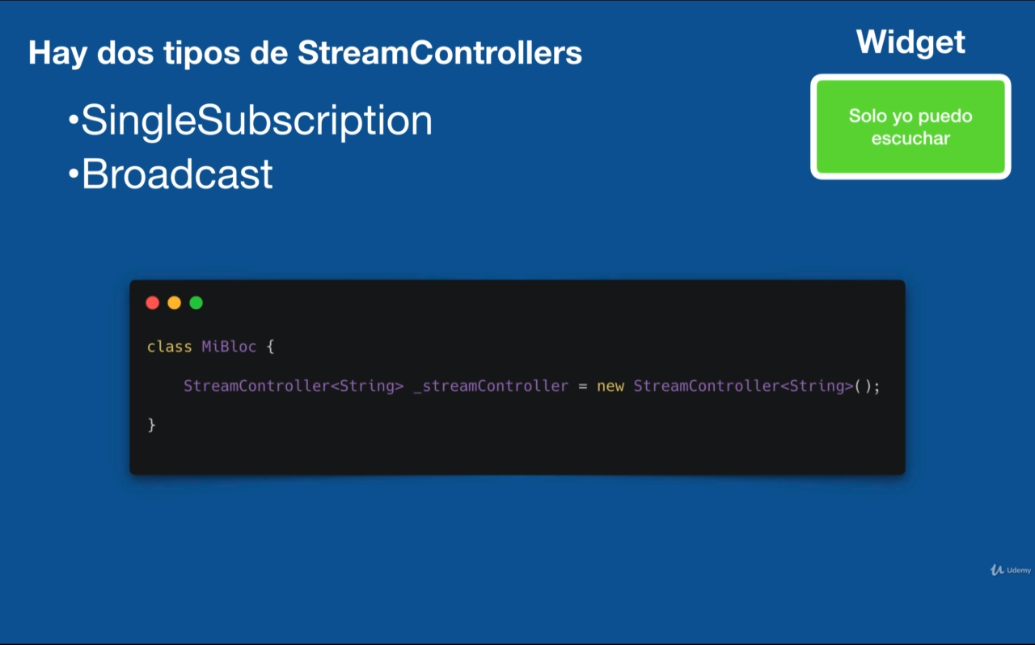 Hay dos tipos de StreamControllers
•SingleSubscription
•Broadcast
Widget
Solo yo puedo
escuchar
class MiBloc {
StreamController<String> _streamController = new StreamController<String>();
}
Udemy